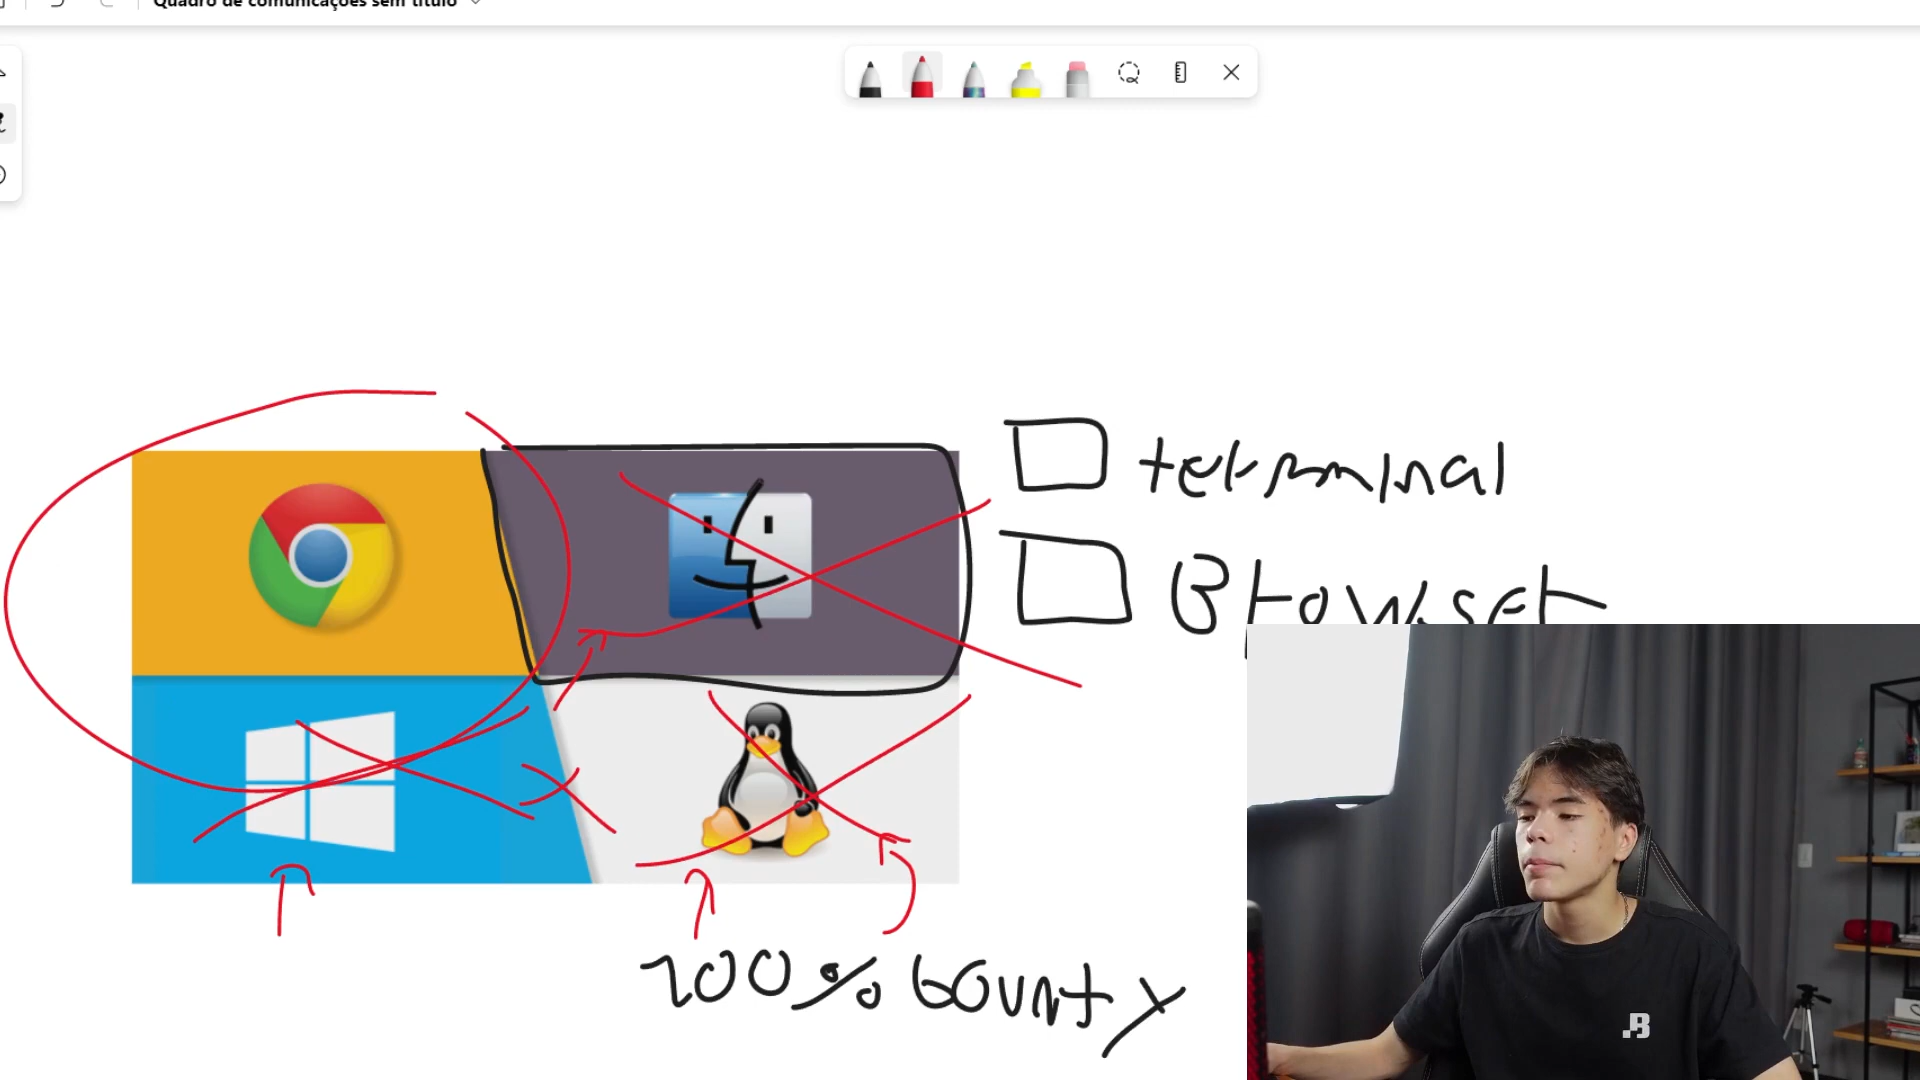 Quadro de comunicações sem título
terminal
Browser
100% bounty
.B